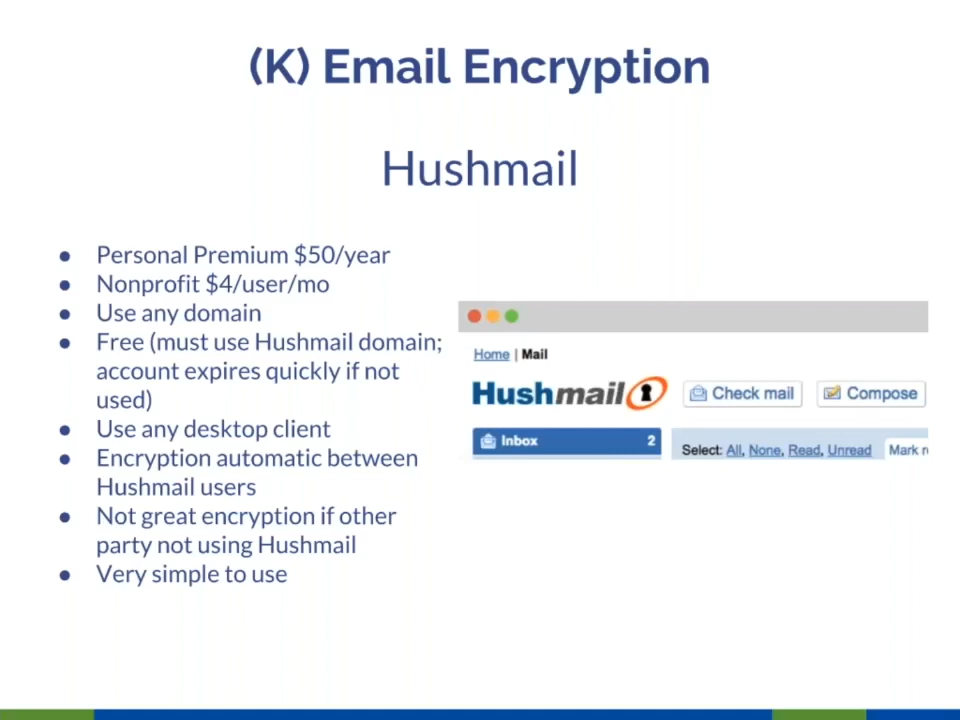 (K) Email Encryption
Hushmail
● Personal Premium $50/year
● Nonprofit $4/user/mo
● Use any domain
● Free (must use Hushmail domain;
account expires quickly if not
used)
● Use any desktop client
● Encryption automatic between
Hushmail users
● Not great encryption if other
party not using Hushmail
● Very simple to use
Home | Mail
Hushmail Check mail Compose
Inbox 2 Select: All, None, Read, Unread Mark r